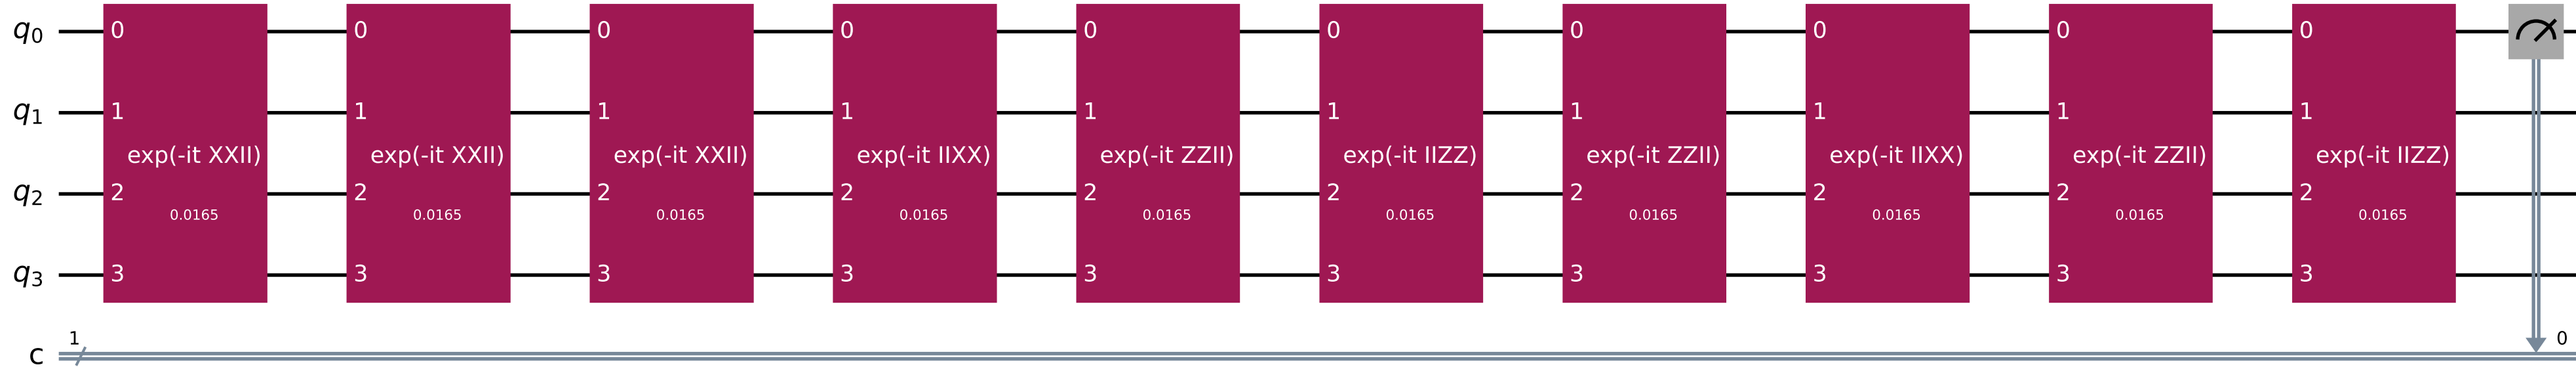 q0 0 0 0 0 0 0 0 0 0 0
q1 1 1 1 1 1 1 1 1 1 1
exp(-it XXII) exp(-it XXII) exp(-it XXII) exp(-it IIXX) exp(-it ZZII) exp(-it IIZZ) exp(-it ZZII) exp(-it IIXX) exp(-it ZZII) exp(-it IIZZ)
q2 2 2 2 2 2 2 2 2 2 2
0.0165 0.0165 0.0165 0.0165 0.0165 0.0165 0.0165 0.0165 0.0165 0.0165
q3 3 3 3 3 3 3 3 3 3 3
1 0
c